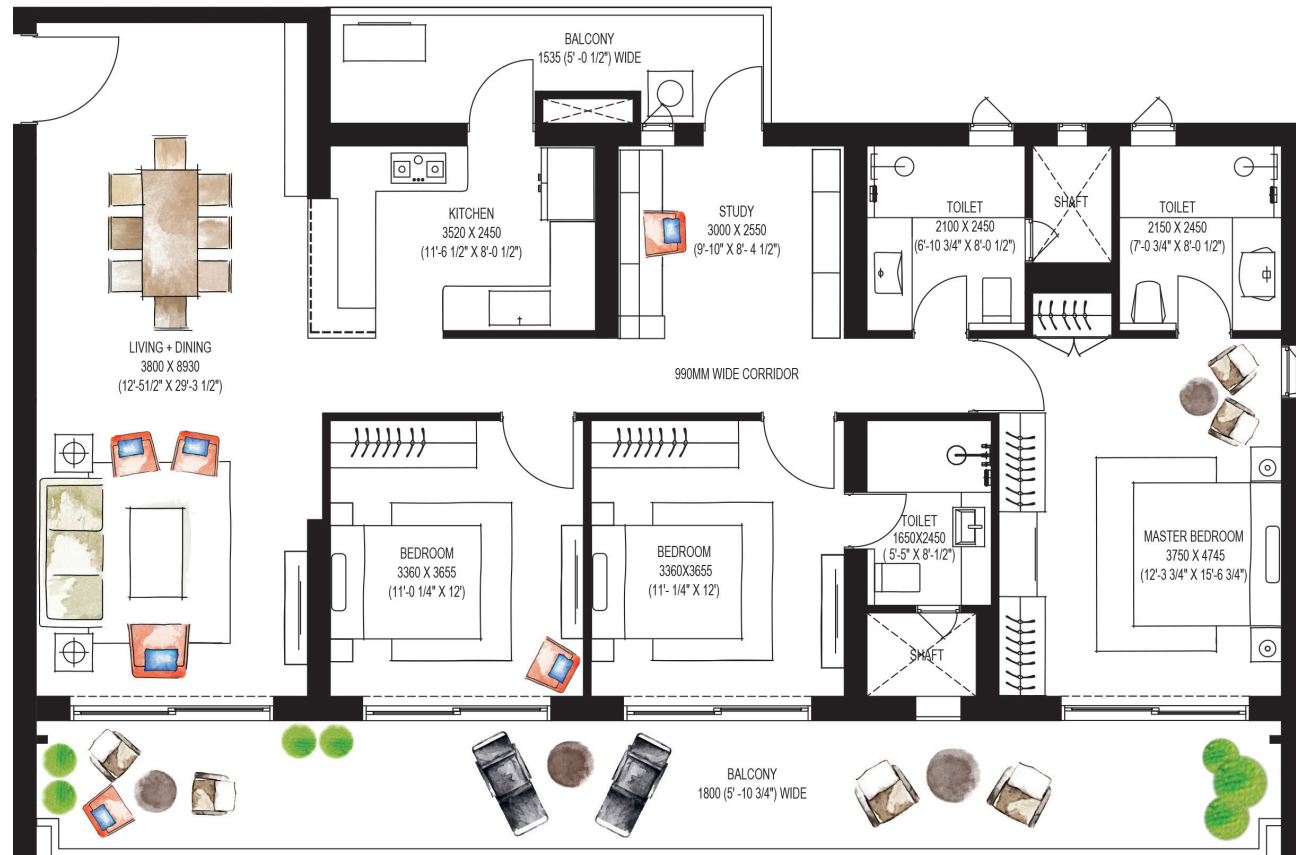 BALCONY
1535 (5' -0 1/2") WIDE
KITCHEN
3520 X 2450
(11'-6 1/2" X 8'-0 1/2")
STUDY
3000 X 2550
(9'-10" X 8'- 4 1/2")
TOILET
2100 X 2450
(6'-10 3/4" X 8'-0 1/2")
SHAFT
TOILET
2150 X 2450
(7'-0 3/4" X 8'-0 1/2")
LIVING + DINING
3800 X 8930
(12'-51/2" X 29'-3 1/2")
990MM WIDE CORRIDOR
BEDROOM
3360 X 3655
(11'-0 1/4" X 12')
BEDROOM
3360X3655
(11'- 1/4" X 12')
TOILET
1650X2450
( 5'-5" X 8'-1/2")
MASTER BEDROOM
3750 X 4745
(12'-3 3/4" X 15'-6 3/4")
SHAFT
BALCONY
1800 (5' -10 3/4") WIDE